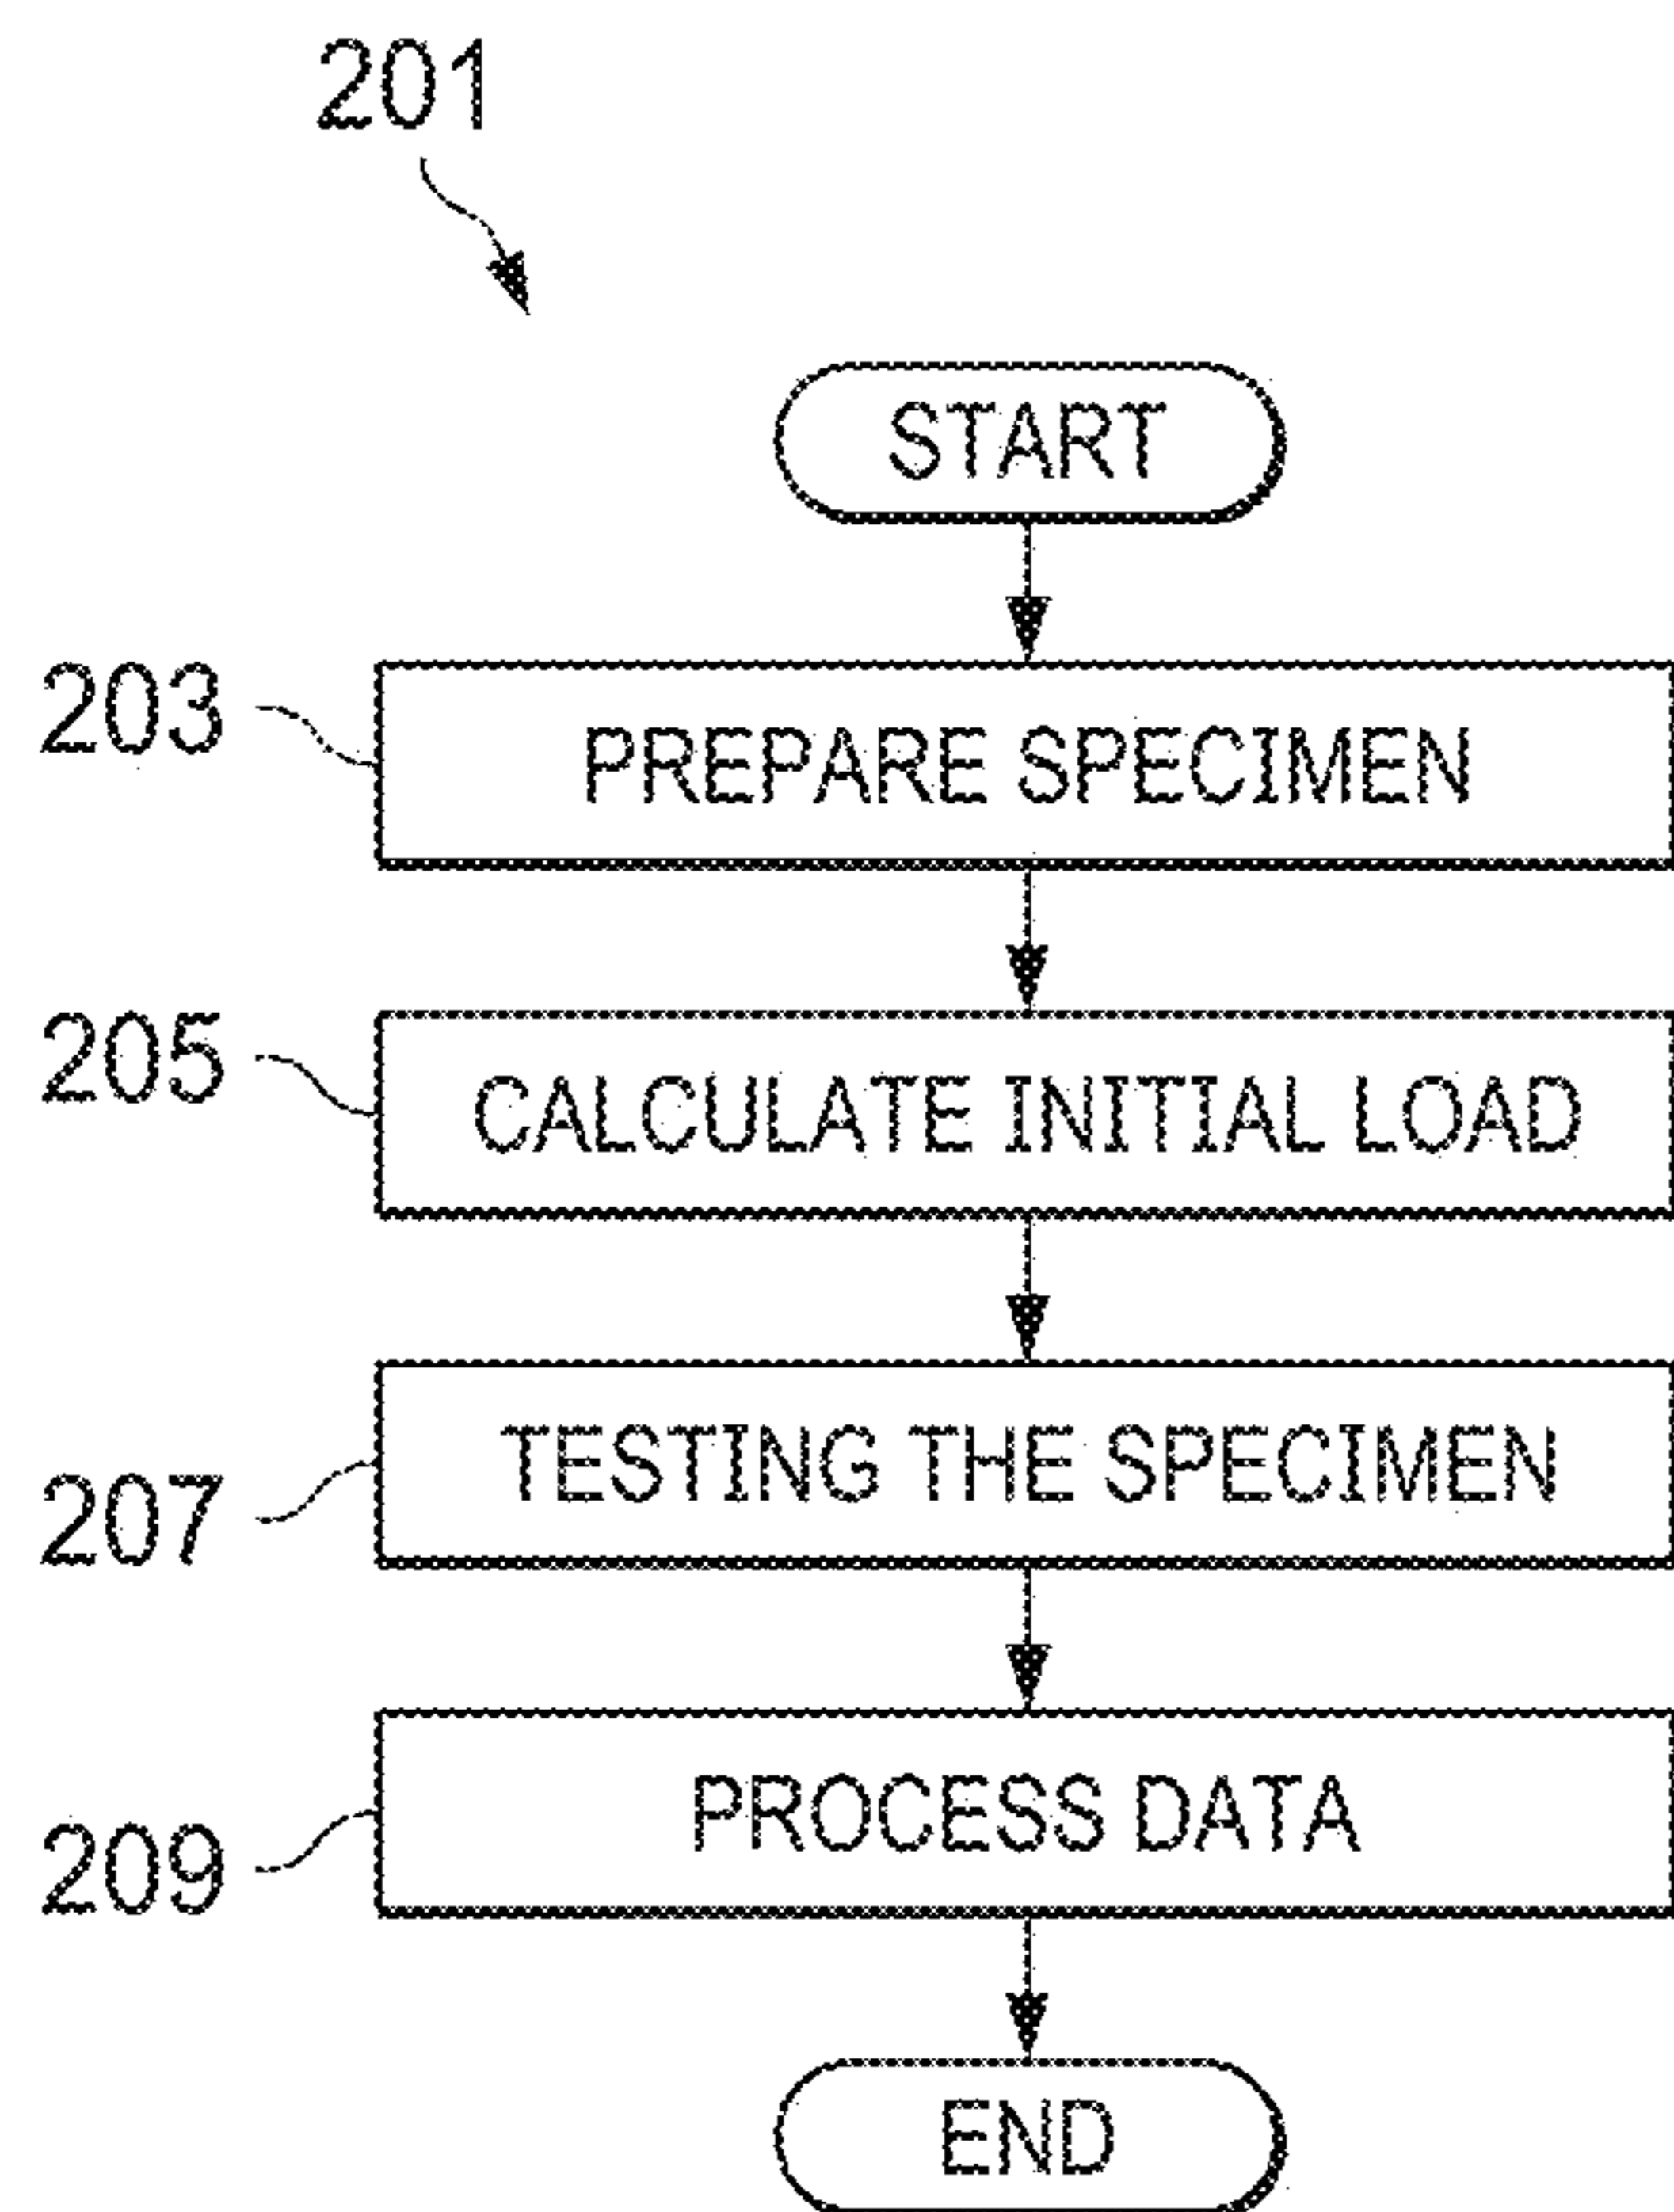 201
START
203
PREPARE SPECIMEN
205
CALCULATE INITIAL LOAD
207
TESTING THE SPECIMEN
209
PROCESS DATA
END